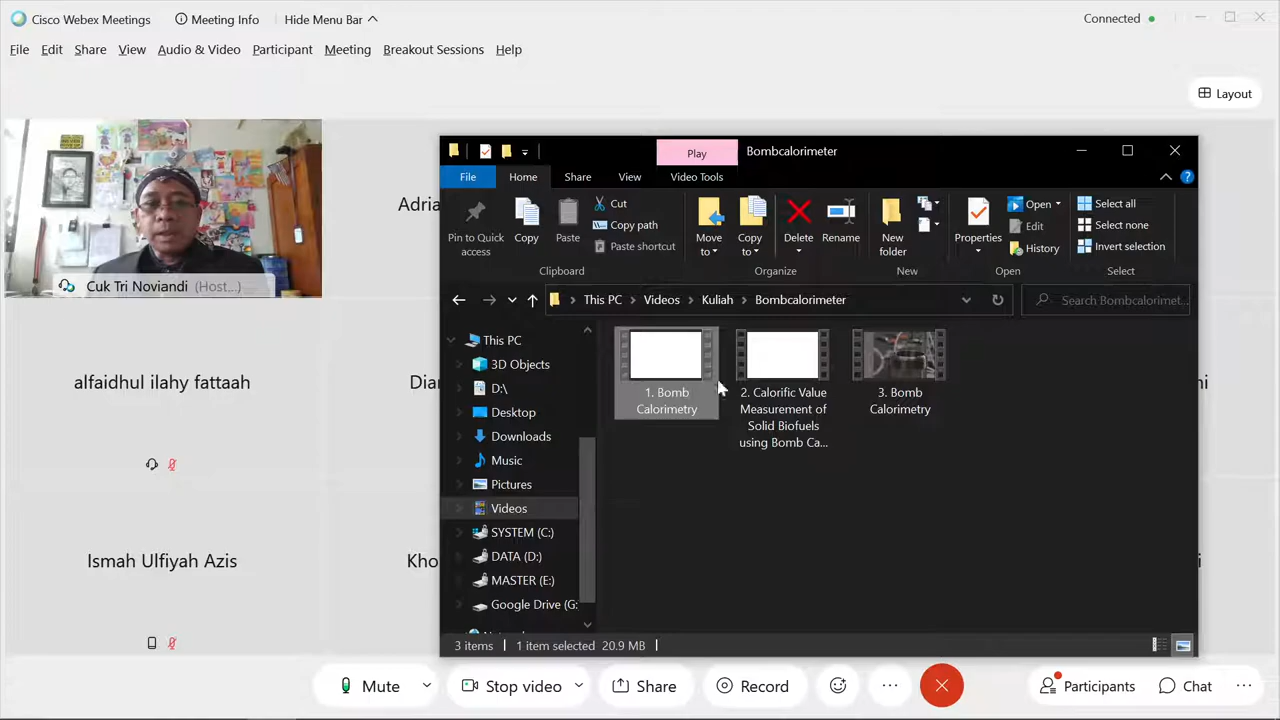 Cisco Webex Meetings Meeting Info Hide Menu Bar Connected
File Edit Share View Audio & Video Participant Meeting Breakout Sessions Help
Layout
Cuk Tri Noviandi (Host...)
Adria
alfaidhul ilahy fattaah
Dian
hi
Ismah Ulfiyah Azis
Kho
i
Play Bombcalorimeter
File Home Share View Video Tools
Pin to Quick access
Copy
Paste
Cut
Copy path
Paste shortcut
Clipboard
Move to
Copy to
Delete
Rename
Organize
New folder
New
Properties
Open
Edit
History
Open
Select all
Select none
Invert selection
Select
This PC Videos Kuliah Bombcalorimeter
Search Bombcalorimet...
This PC
3D Objects
D:\
Desktop
Downloads
Music
Pictures
Videos
SYSTEM (C:)
DATA (D:)
MASTER (E:)
Google Drive (G:
1. Bomb
Calorimetry
2. Calorific Value
Measurement of
Solid Biofuels
using Bomb Ca...
3. Bomb
Calorimetry
3 items 1 item selected 20.9 MB
Mute Stop video Share Record Participants Chat